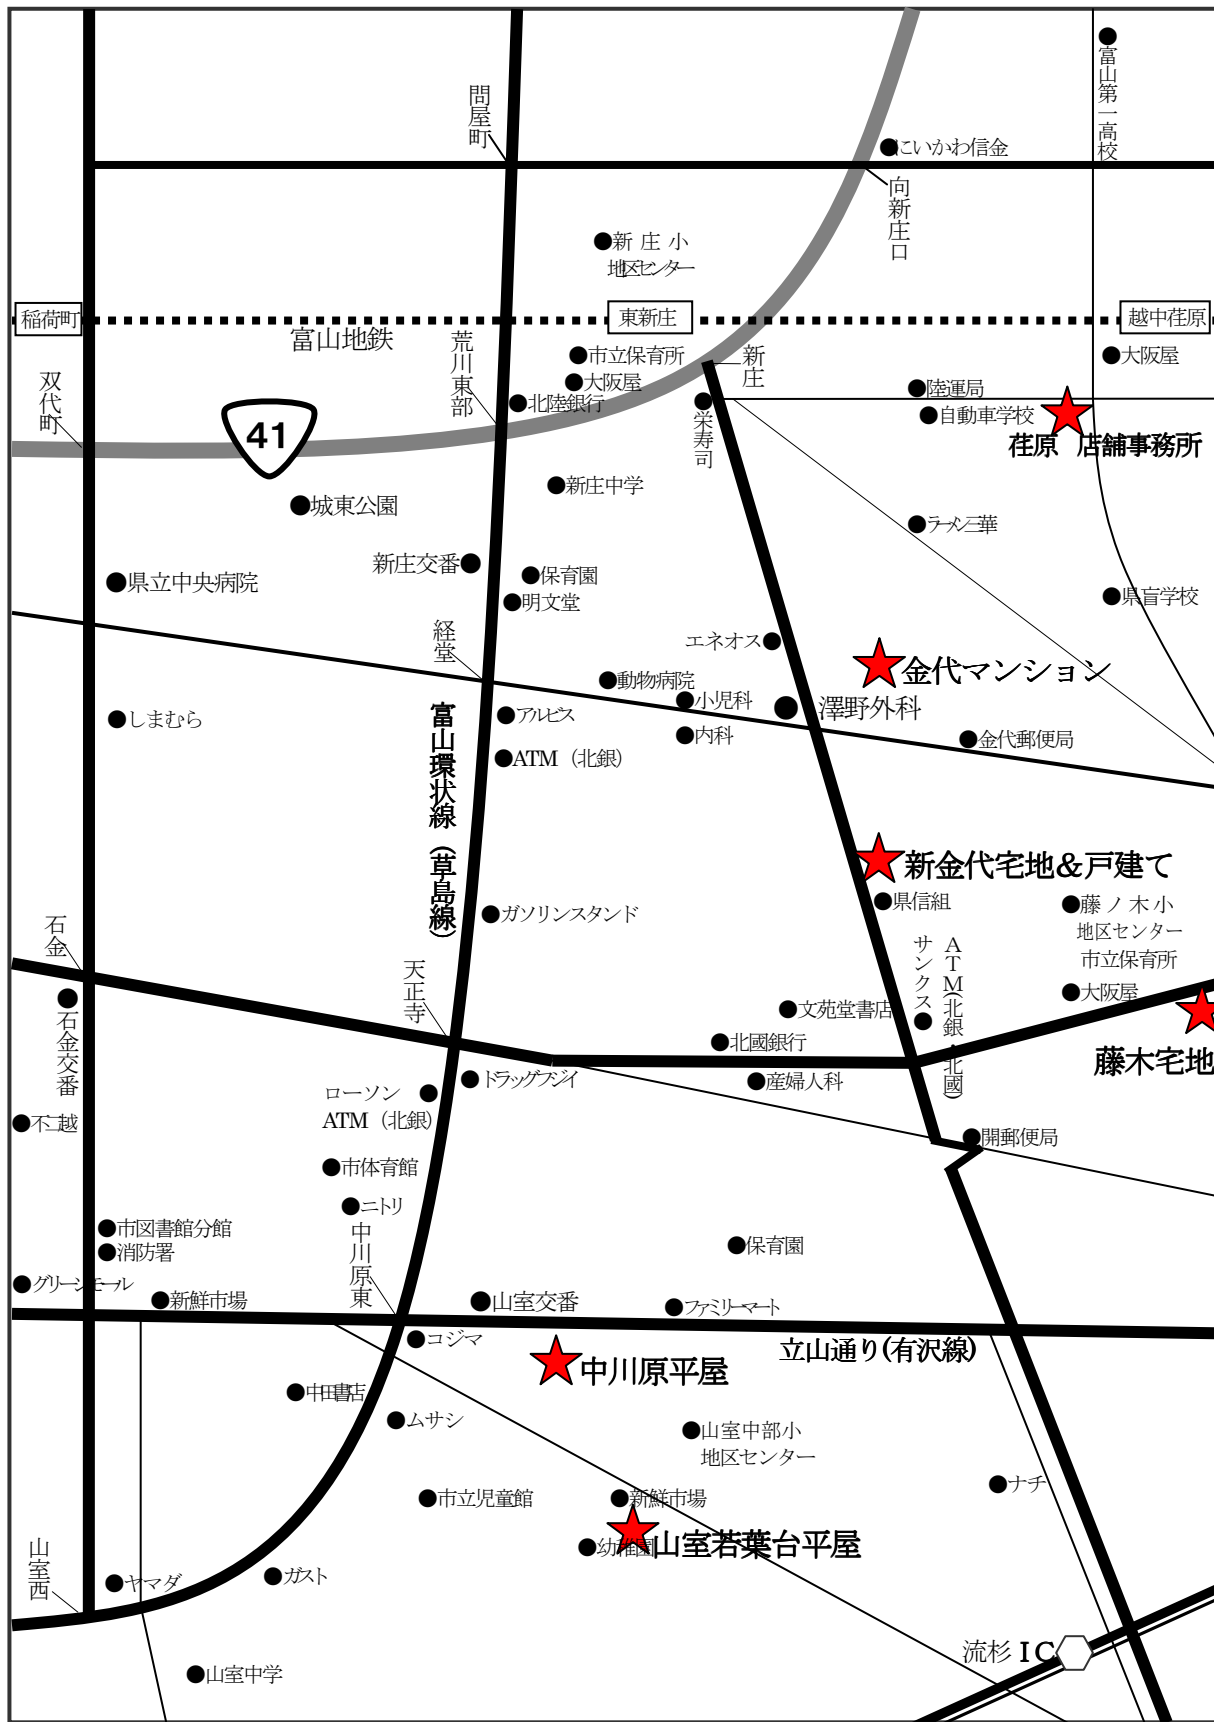 富山第一高校
問屋町
にいかわ信金
向新庄口
新 庄 小
地区センター
稲荷町
東新庄
越中荏原
富山地鉄
荒川東部
市立保育所
新庄
大阪屋
双代町
大阪屋
北陸銀行
陸運局
栄寿司
自動車学校
41
荏原 店舗事務所
新庄中学
城東公園
ラーメン三華
新庄交番
保育園
県立中央病院
明文堂
県盲学校
経堂
エネオス
金代マンション
動物病院
小児科
富山環状線（草島線）
アルビス
澤野外科
しまむら
内科
金代郵便局
ATM（北銀）
新金代宅地＆戸建て
県信組
藤ノ木小
地区センター
市立保育所
ガソリンスタンド
石金
サンクス
ATM(北銀・北國)
天正寺
大阪屋
石金交番
文苑堂書店
北國銀行
藤木宅地
ドラッグフジイ
産婦人科
ローソン
ATM（北銀）
不二越
開郵便局
市体育館
ニトリ
市図書館分館
中川原東
消防署
保育園
グリーンモール
新鮮市場
山室交番
ファミリーマート
コジマ
立山通り(有沢線)
中川原平屋
中田書店
ムサシ
山室中部小
地区センター
ナチ
市立児童館
新鮮市場
山室西
幼稚園
山室若葉台平屋
ヤマダ
ガスト
流杉ＩＣ
山室中学